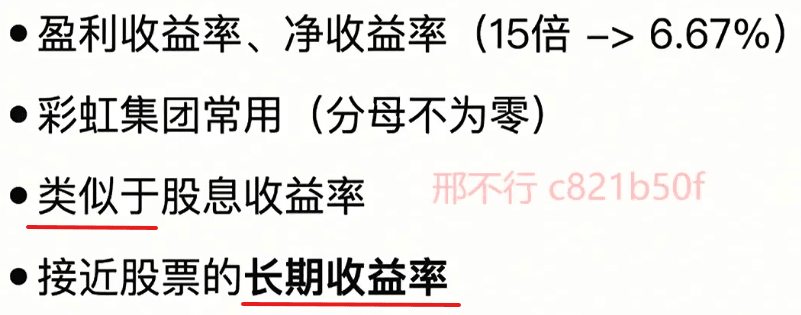 • 盈利收益率、净收益率（15倍 –> 6.67%）
• 彩虹集团常用（分母不为零）
• 类似于股息收益率
邢不行 c821b50f
• 接近股票的长期收益率